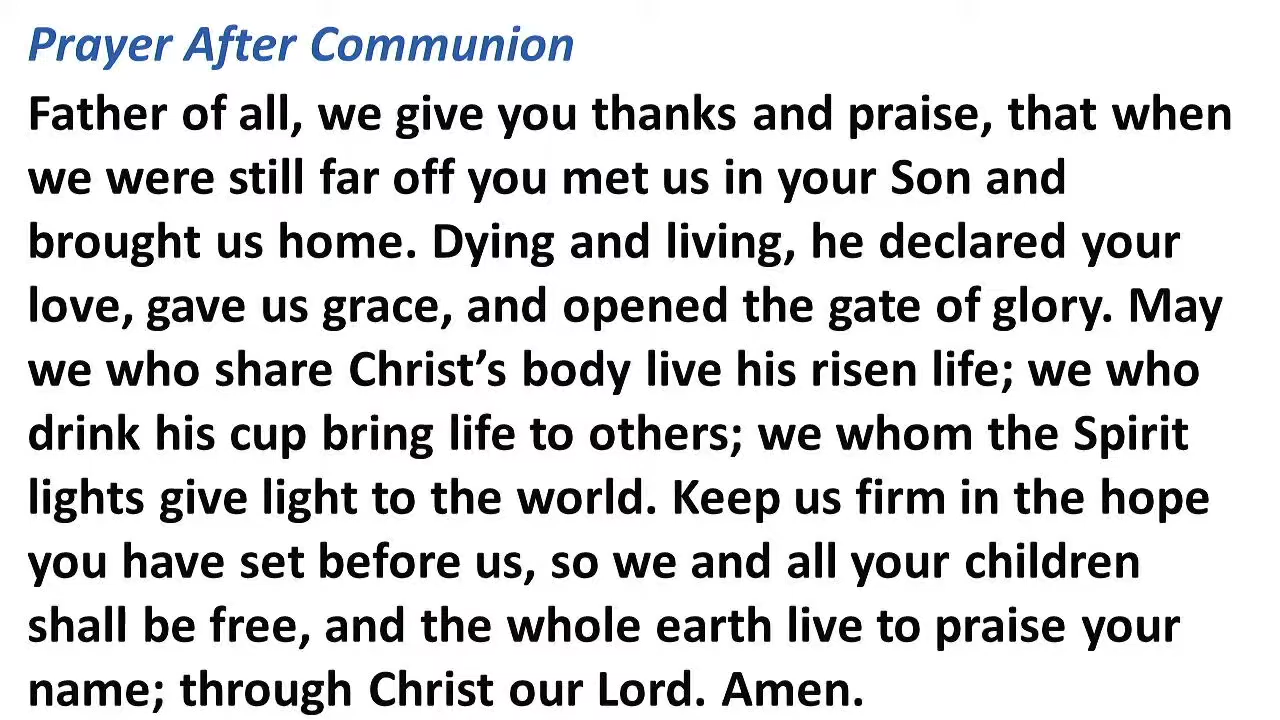 Prayer After Communion
Father of all, we give you thanks and praise, that when
we were still far off you met us in your Son and
brought us home. Dying and living, he declared your
love, gave us grace, and opened the gate of glory. May
we who share Christ’s body live his risen life; we who
drink his cup bring life to others; we whom the Spirit
lights give light to the world. Keep us firm in the hope
you have set before us, so we and all your children
shall be free, and the whole earth live to praise your
name; through Christ our Lord. Amen.